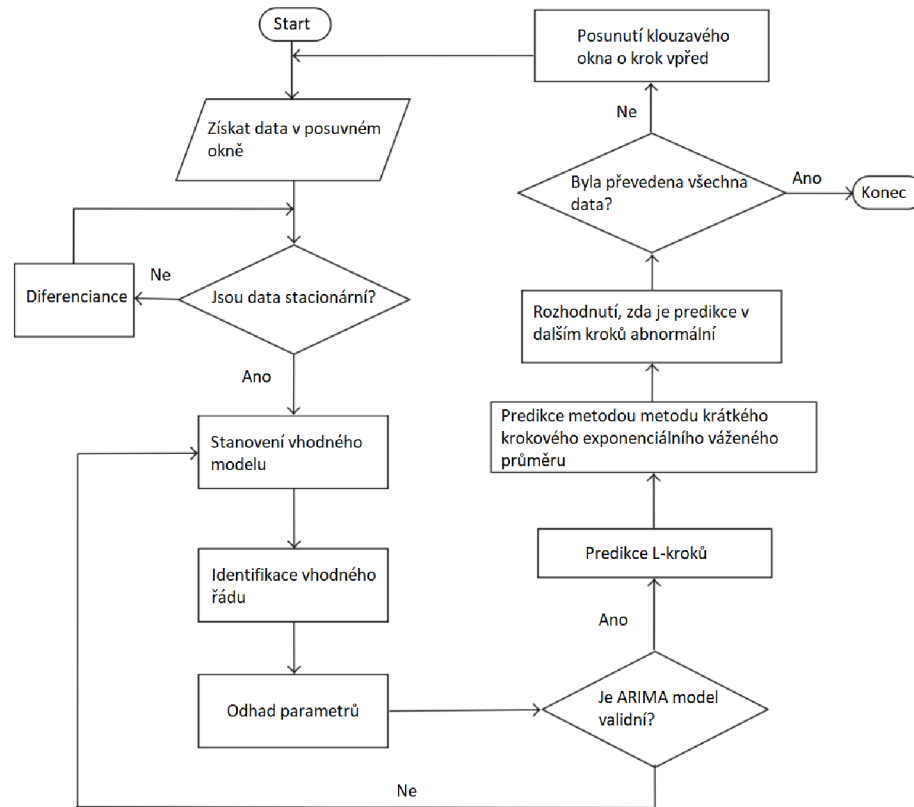 Start
Získat data v posuvném
okně
Jsou data stacionární?
Ne
Diferenciance
Ano
Stanovení vhodného
modelu
Identifikace vhodného
řádu
Odhad parametrů
Je ARIMA model
validní?
Ne
Ano
Predikce L-kroků
Predikce metodou metodu krátkého
krokového exponenciálního váženého
průměru
Rozhodnutí, zda je predikce v
dalším kroků abnormální
Byla převedena všechna
data?
Ano
Konec
Ne
Posunutí klouzavého
okna o krok vpřed